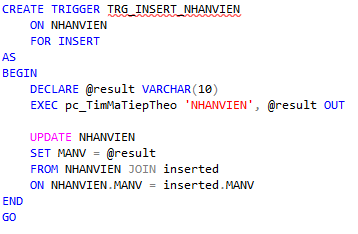 CREATE TRIGGER TRG_INSERT_NHANVIEN
ON NHANVIEN
FOR INSERT
AS
BEGIN
DECLARE @result VARCHAR(10)
EXEC pc_TimMaTiepTheo 'NHANVIEN', @result OUT
UPDATE NHANVIEN
SET MANV = @result
FROM NHANVIEN JOIN inserted
ON NHANVIEN.MANV = inserted.MANV
END
GO